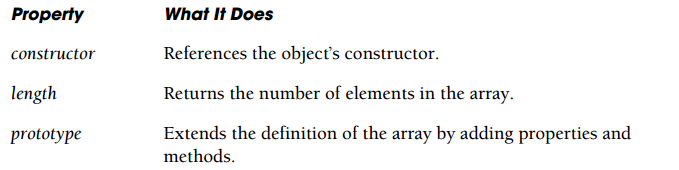 Property What It Does
constructor References the object's constructor.
length Returns the number of elements in the array.
prototype Extends the definition of the array by adding properties and
methods.